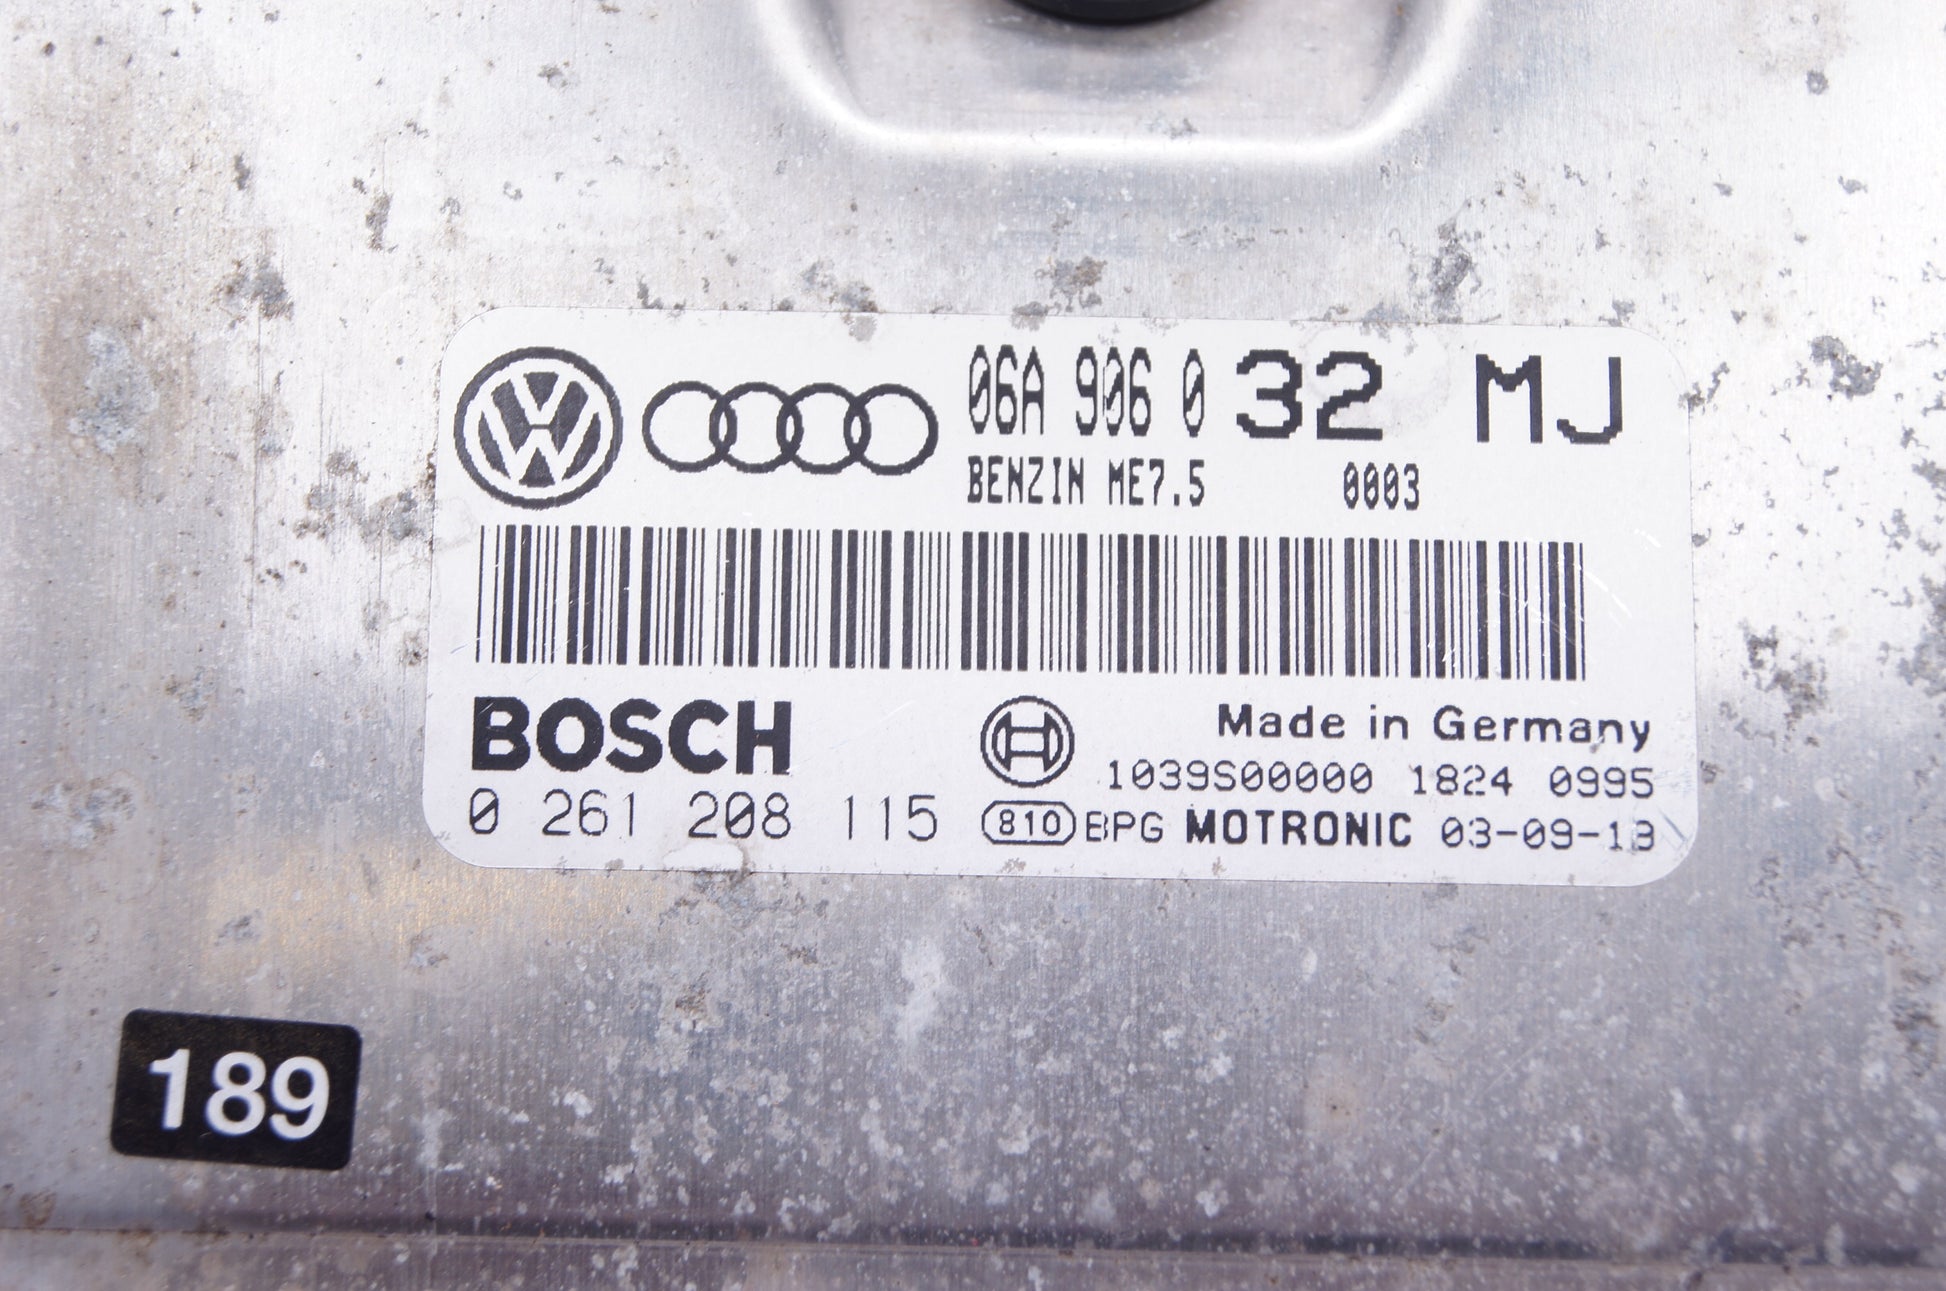 06A 906 032 MJ
BENZIN ME7.5 0003
BOSCH
Made in Germany
1039S00000 1824 0995
0 261 208 115
810 BPG MOTRONIC 03-09-13
189